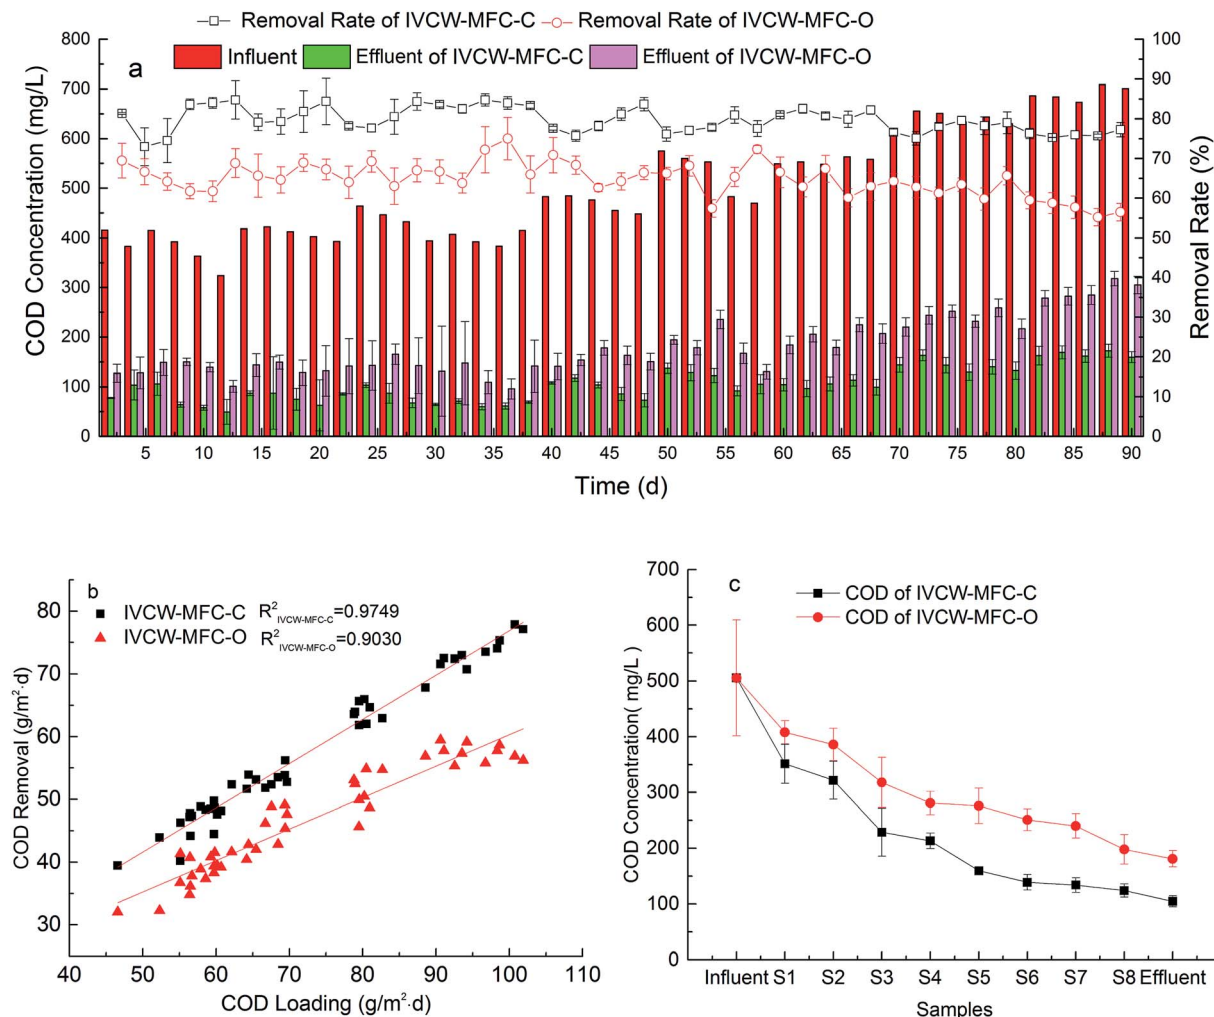 Removal Rate of IVCW-MFC-C Removal Rate of IVCW-MFC-O
Influent Effluent of IVCW-MFC-C Effluent of IVCW-MFC-O
a
COD Concentration (mg/L)
800
700
600
500
400
300
200
100
0
100
90
80
70
60
50
40
30
20
10
0
Removal Rate (%)
5 10 15 20 25 30 35 40 45 50 55 60 65 70 75 80 85 90
Time (d)
b
IVCW-MFC-C R²IVCW-MFC-C=0.9749
IVCW-MFC-O R²IVCW-MFC-O=0.9030
COD Removal (g/m²·d)
80
70
60
50
40
30
40 50 60 70 80 90 100 110
COD Loading (g/m²·d)
c
COD of IVCW-MFC-C
COD of IVCW-MFC-O
COD Concentration( mg/L )
700
600
500
400
300
200
100
0
Influent S1 S2 S3 S4 S5 S6 S7 S8 Effluent
Samples